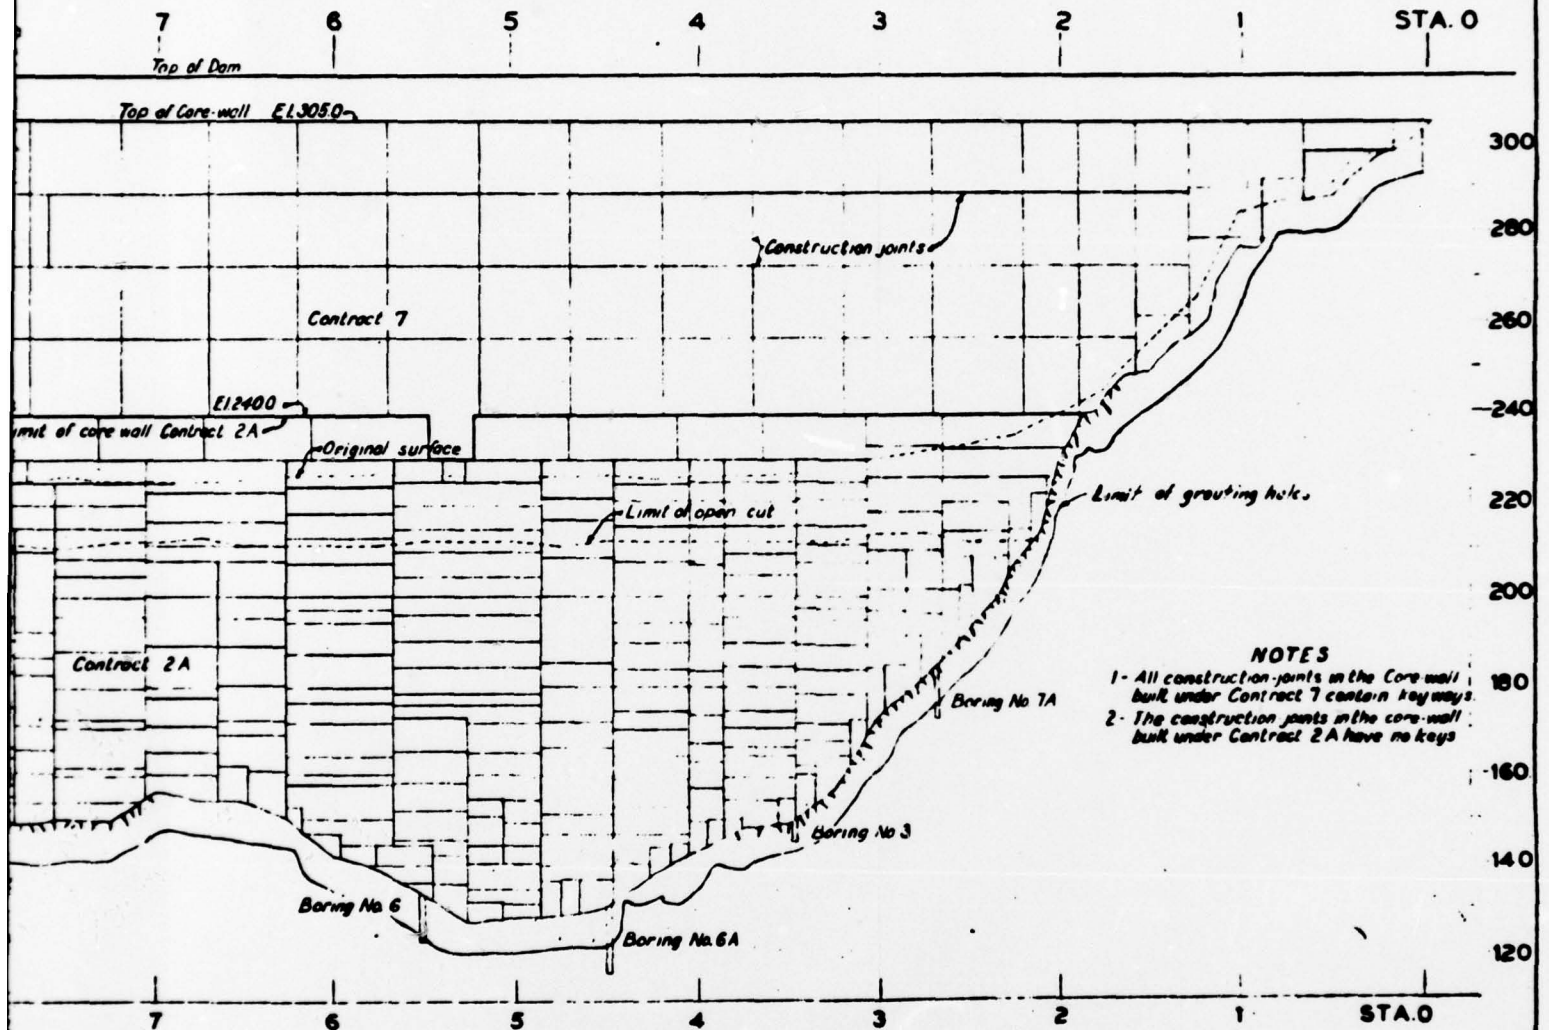 7 6 5 4 3 2 1 STA. 0
Top of Dam
Top of Core-wall El. 305.0
300
280
Construction joints
Contract 7
260
El.240.0
240
Limit of core wall Contract 2A
Original surface
Limit of open cut
Limit of grouting holes
220
200
Contract 2A
NOTES
1- All construction-joints in the Core-wall
built under Contract 7 contain keyways.
180
Boring No. 7A
2- The construction joints in the core-wall
built under Contract 2A have no keys
160
Boring No 3
140
Boring No. 6
Boring No. 6A
120
7 6 5 4 3 2 1 STA.0